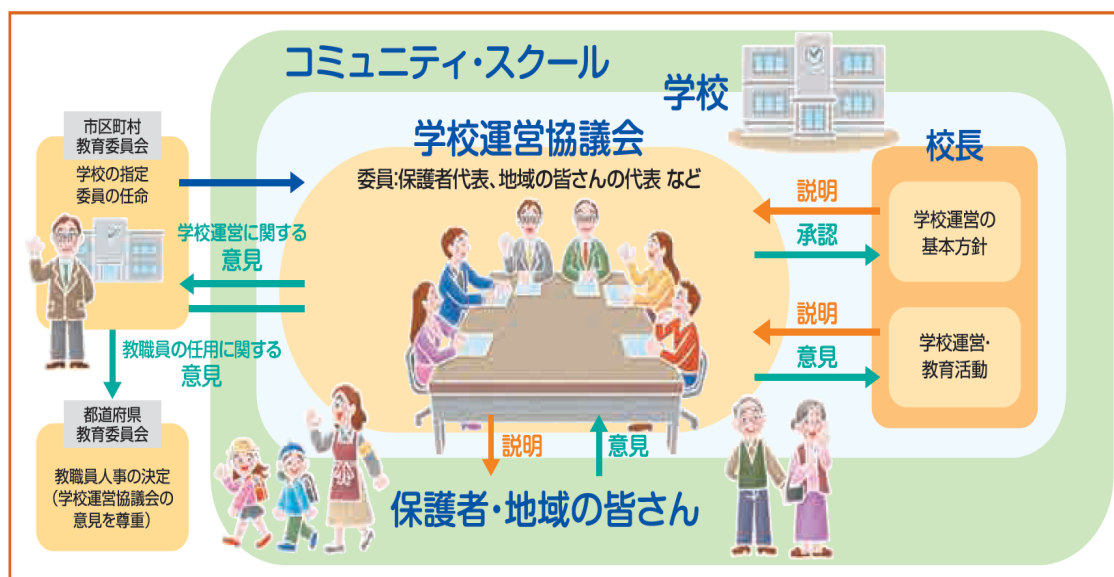 コミュニティ・スクール
学校
市区町村
教育委員会
学校の指定
委員の任命
学校運営協議会
委員:保護者代表、地域の皆さんの代表 など
校長
説明
承認
学校運営の
基本方針
学校運営に関する
意見
説明
意見
学校運営・
教育活動
教職員の任用に関する
意見
都道府県
教育委員会
教職員人事の決定
(学校運営協議会の
意見を尊重)
説明
意見
保護者・地域の皆さん